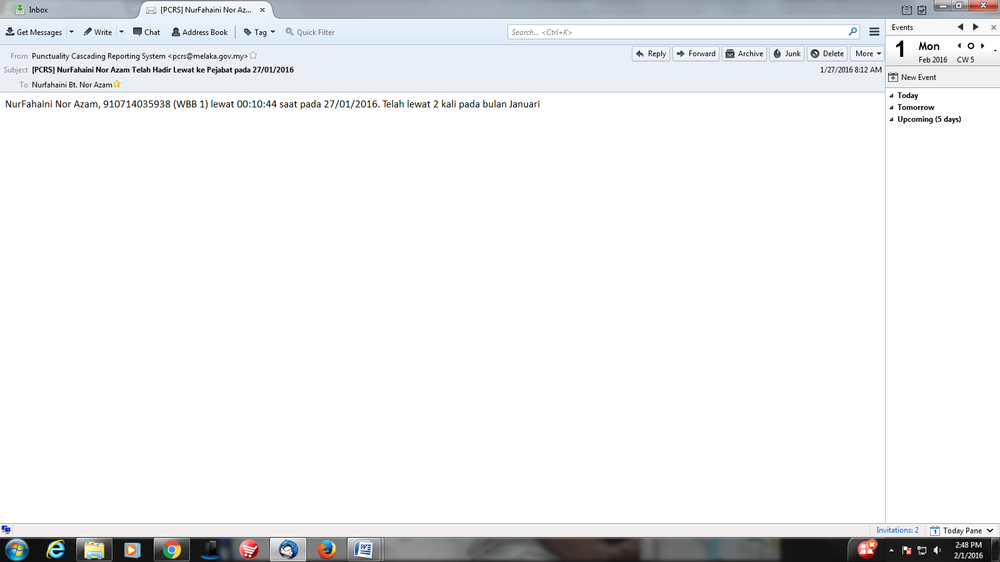 Inbox
[PCRS] NurFahaini Nor Az...
Get Messages Write Chat Address Book Tag Quick Filter
Search... <Ctrl+K>
From Punctuality Cascading Reporting System <pcrs@melaka.gov.my>
Reply Forward Archive Junk Delete More
Subject [PCRS] NurFahaini Nor Azam Telah Hadir Lewat ke Pejabat pada 27/01/2016
1/27/2016 8:12 AM
To Nurfahaini Bt. Nor Azam
NurFahaini Nor Azam, 910714035938 (WBB 1) lewat 00:10:44 saat pada 27/01/2016. Telah lewat 2 kali pada bulan Januari
Events
1 Mon
Feb 2016 CW 5
New Event
Today
Tomorrow
Upcoming (5 days)
Invitations: 2
1 Today Pane
2:48 PM
2/1/2016